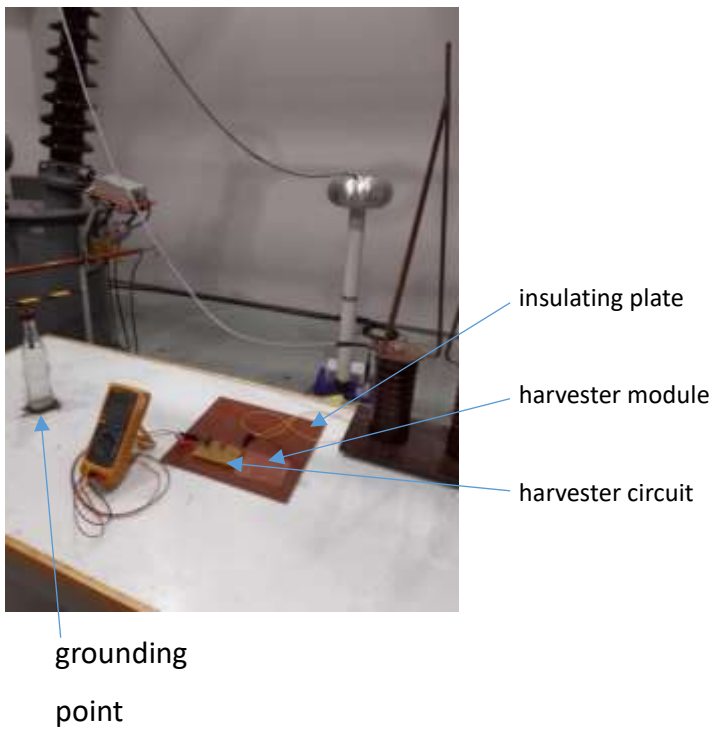 insulating plate
harvester module
harvester circuit
grounding
point